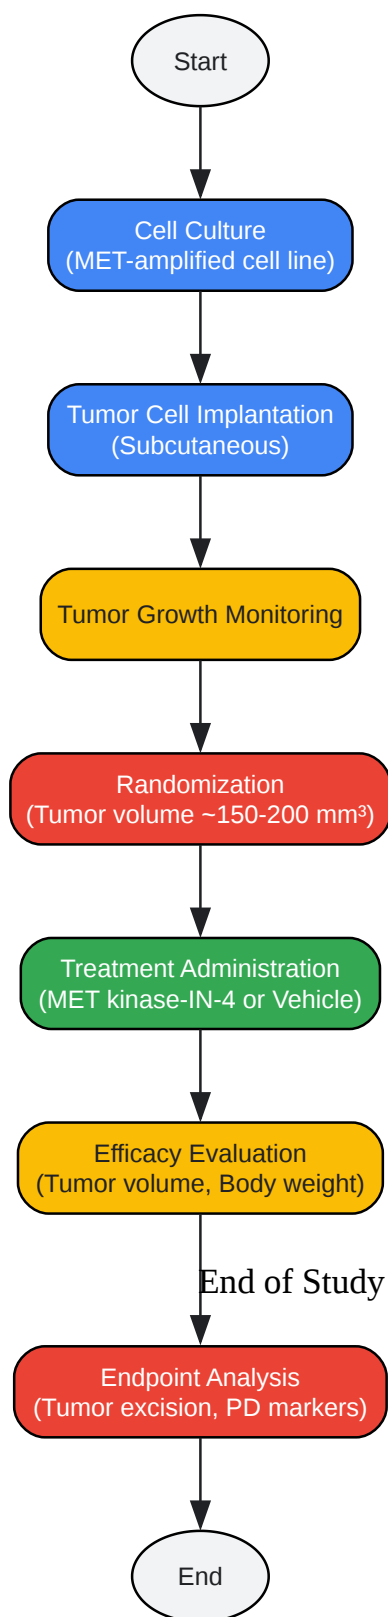 Start
Cell Culture
(MET-amplified cell line)
Tumor Cell Implantation
(Subcutaneous)
Tumor Growth Monitoring
Randomization
(Tumor volume ~150-200 mm³)
Treatment Administration
(MET kinase-IN-4 or Vehicle)
Efficacy Evaluation
(Tumor volume, Body weight)
End of Study
Endpoint Analysis
(Tumor excision, PD markers)
End